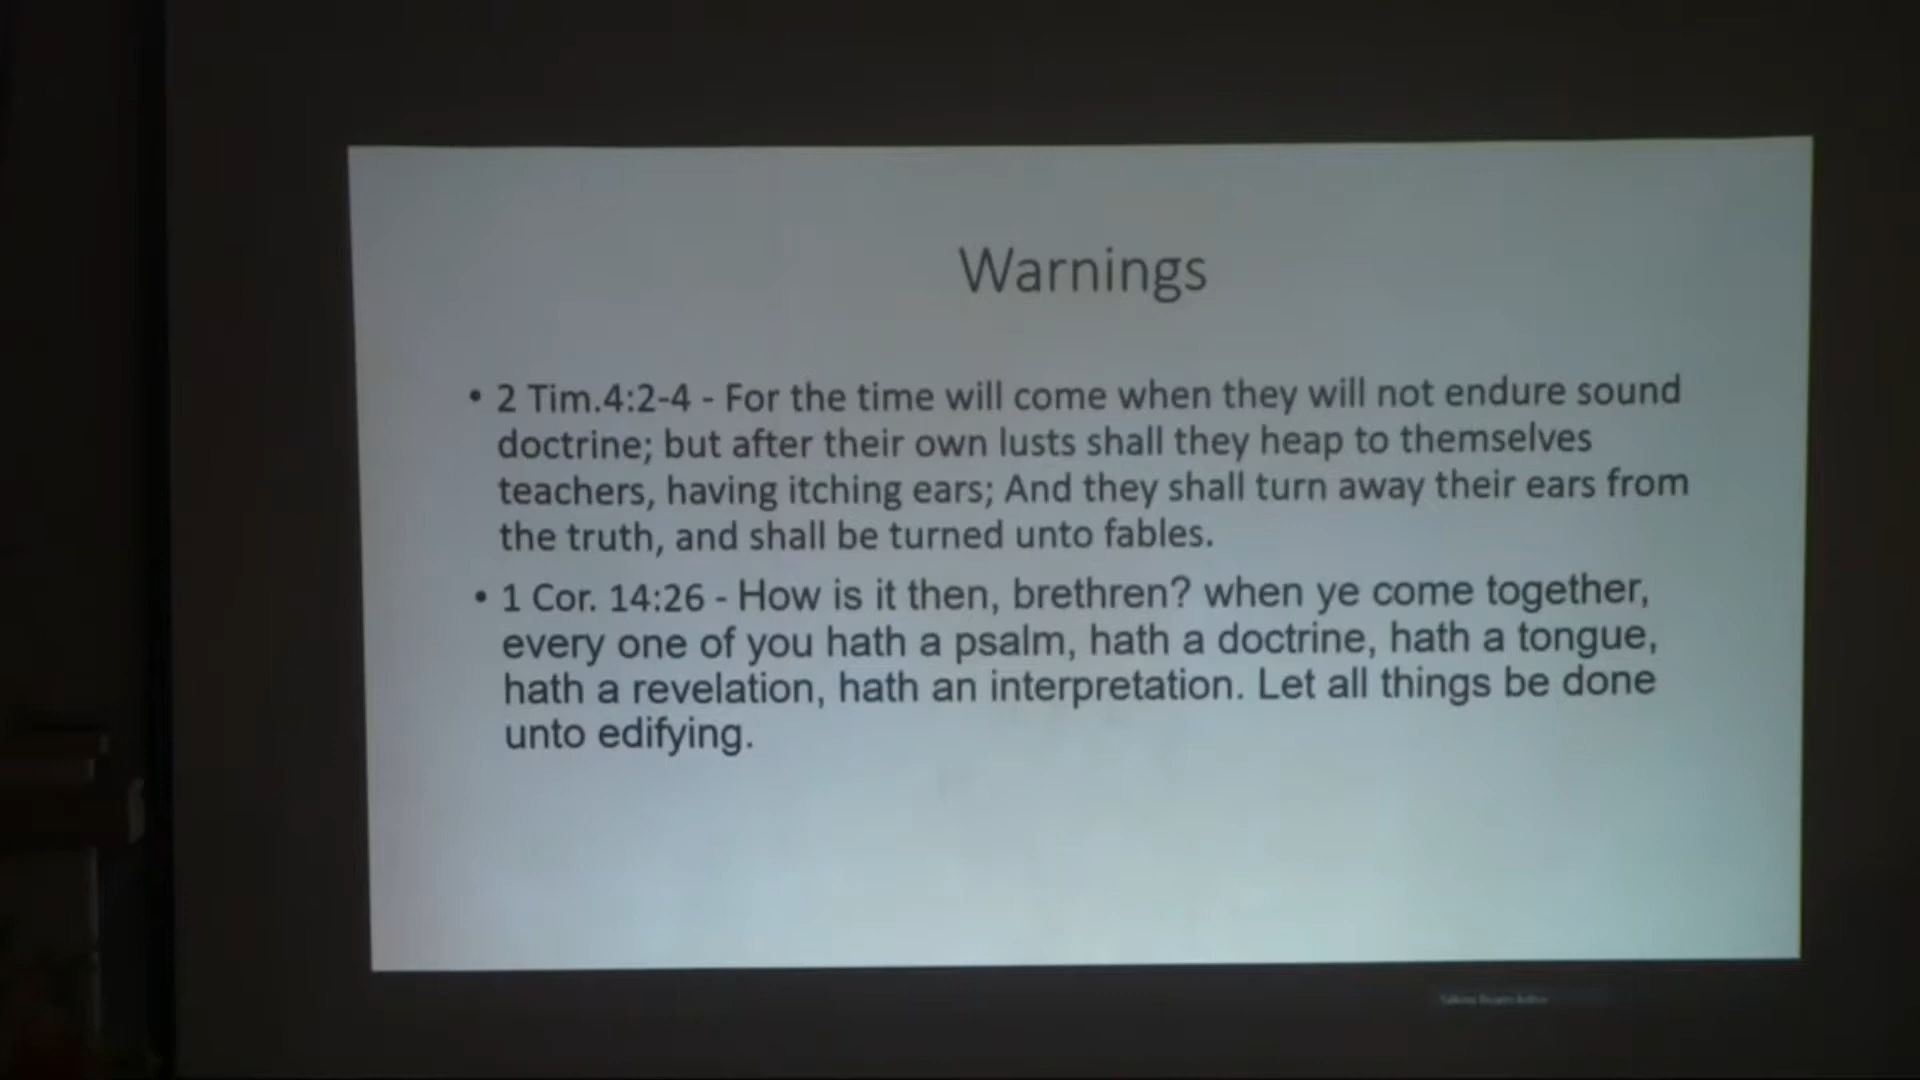 Warnings
• 2 Tim.4:2-4 - For the time will come when they will not endure sound
doctrine; but after their own lusts shall they heap to themselves
teachers, having itching ears; And they shall turn away their ears from
the truth, and shall be turned unto fables.
• 1 Cor. 14:26 - How is it then, brethren? when ye come together,
every one of you hath a psalm, hath a doctrine, hath a tongue,
hath a revelation, hath an interpretation. Let all things be done
unto edifying.